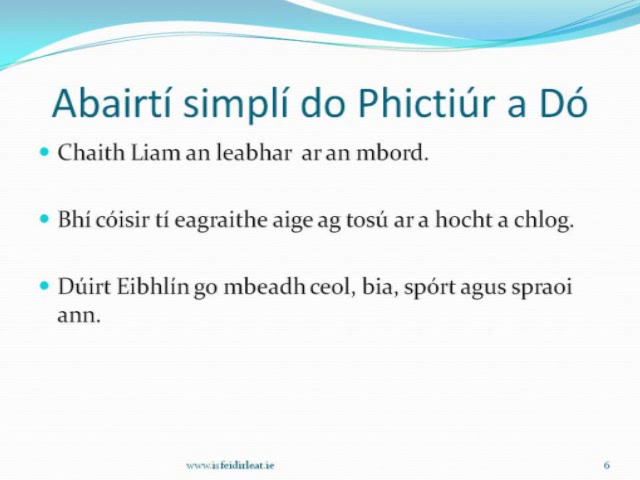 Abairtí simplí do Phictiúr a Dó
• Chaith Liam an leabhar ar an mbord.
• Bhí cóisir tí eagraithe aige ag tosú ar a hocht a chlog.
• Dúirt Eibhlín go mbeadh ceol, bia, spórt agus spraoi
ann.
www.isfeidirleat.ie 6